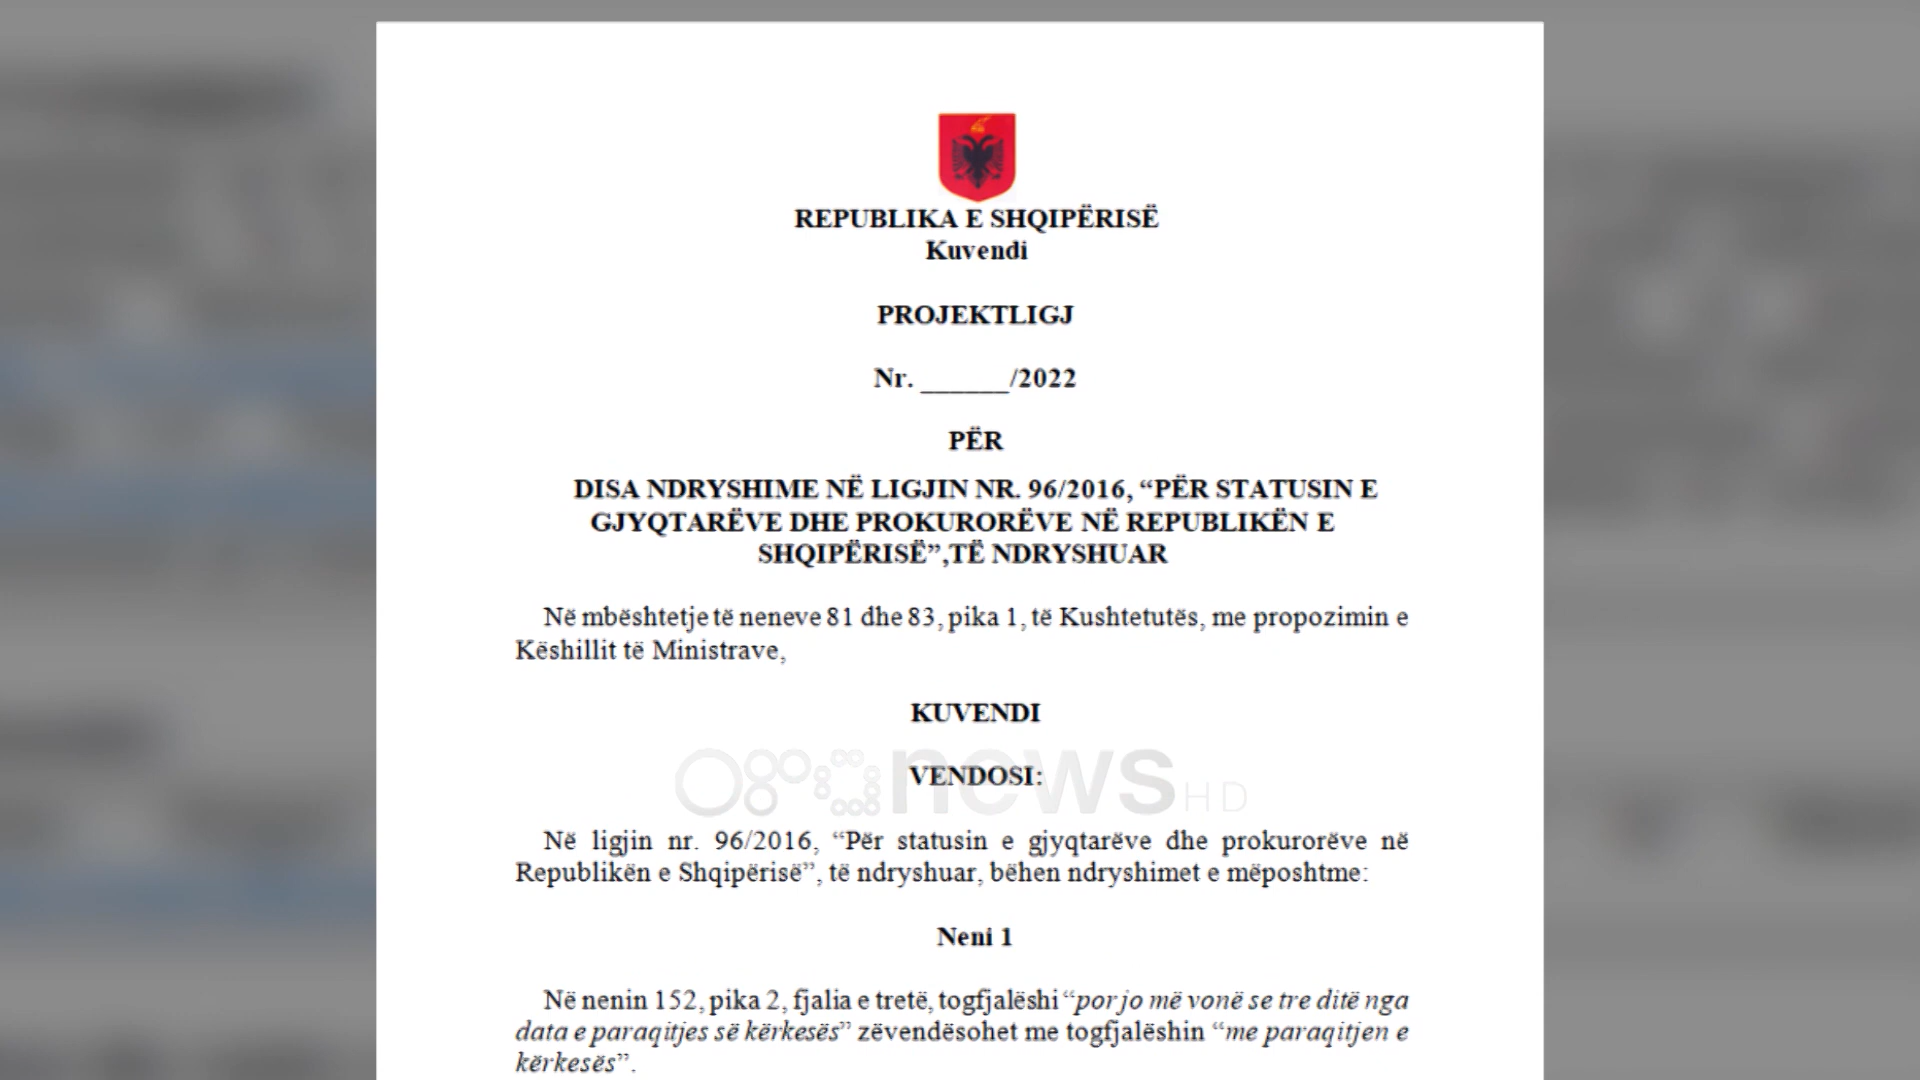 REPUBLIKA E SHQIPËRISË
Kuvendi
PROJEKTLIGJ
Nr. ______/2022
PËR
DISA NDRYSHIME NË LIGJIN NR. 96/2016, “PËR STATUSIN E
GJYQTARËVE DHE PROKURORËVE NË REPUBLIKËN E
SHQIPËRISË”,TË NDRYSHUAR
Në mbështetje të neneve 81 dhe 83, pika 1, të Kushtetutës, me propozimin e
Këshillit të Ministrave,
KUVENDI
VENDOSI:
ora news HD
Në ligjin nr. 96/2016, “Për statusin e gjyqtarëve dhe prokurorëve në
Republikën e Shqipërisë”, të ndryshuar, bëhen ndryshimet e mëposhtme:
Neni 1
Në nenin 152, pika 2, fjalia e tretë, togfjalëshi “por jo më vonë se tre ditë nga
data e paraqitjes së kërkesës” zëvendësohet me togfjalëshin “me paraqitjen e
kërkesës”.